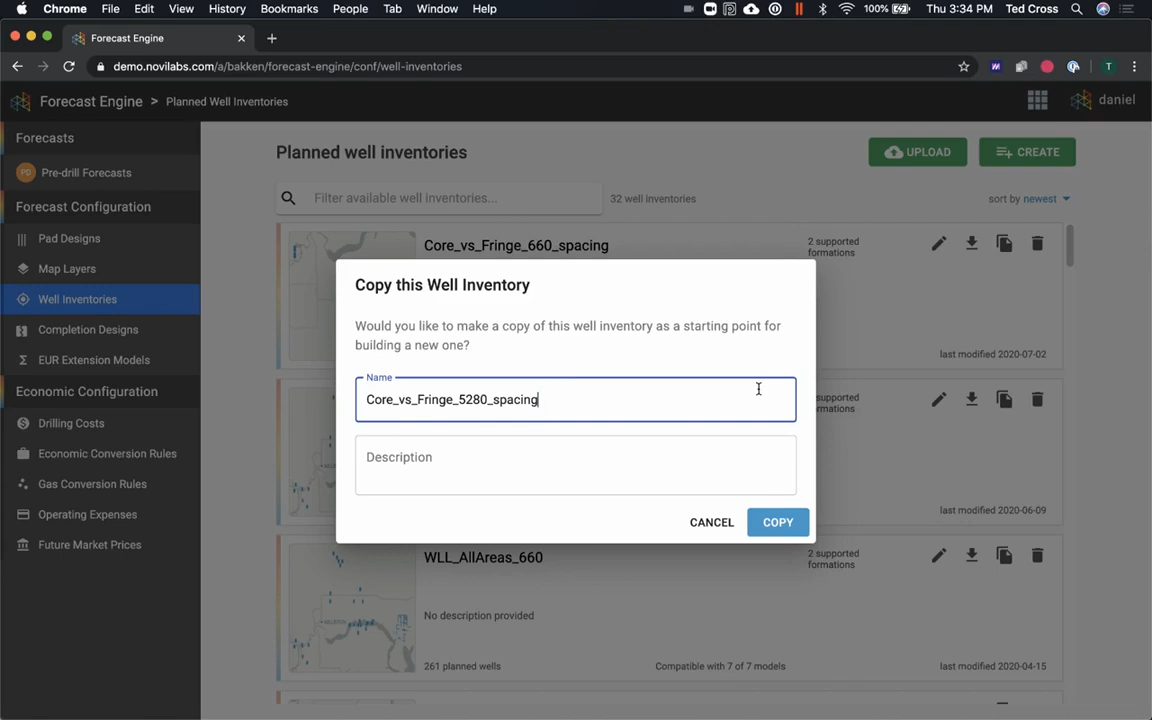 Chrome File Edit View History Bookmarks People Tab Window Help 100% Thu 3:34 PM Ted Cross
Forecast Engine
demo.novilabs.com/a/bakken/forecast-engine/conf/well-inventories T
Forecast Engine > Planned Well Inventories daniel
Forecasts
PD Pre-drill Forecasts
Forecast Configuration
Pad Designs
Map Layers
Well Inventories
Completion Designs
EUR Extension Models
Economic Configuration
Drilling Costs
Economic Conversion Rules
Gas Conversion Rules
Operating Expenses
Future Market Prices
Planned well inventories UPLOAD CREATE
Filter available well inventories... 32 well inventories sort by newest
Core_vs_Fringe_660_spacing
2 supported
formations
last modified 2020-07-02
Copy this Well Inventory
Would you like to make a copy of this well inventory as a starting point for
building a new one?
Name
Core_vs_Fringe_5280_spacing
Description
CANCEL COPY
supported
formations
last modified 2020-06-09
WLL_AllAreas_660
2 supported
formations
No description provided
261 planned wells Compatible with 7 of 7 models last modified 2020-04-15